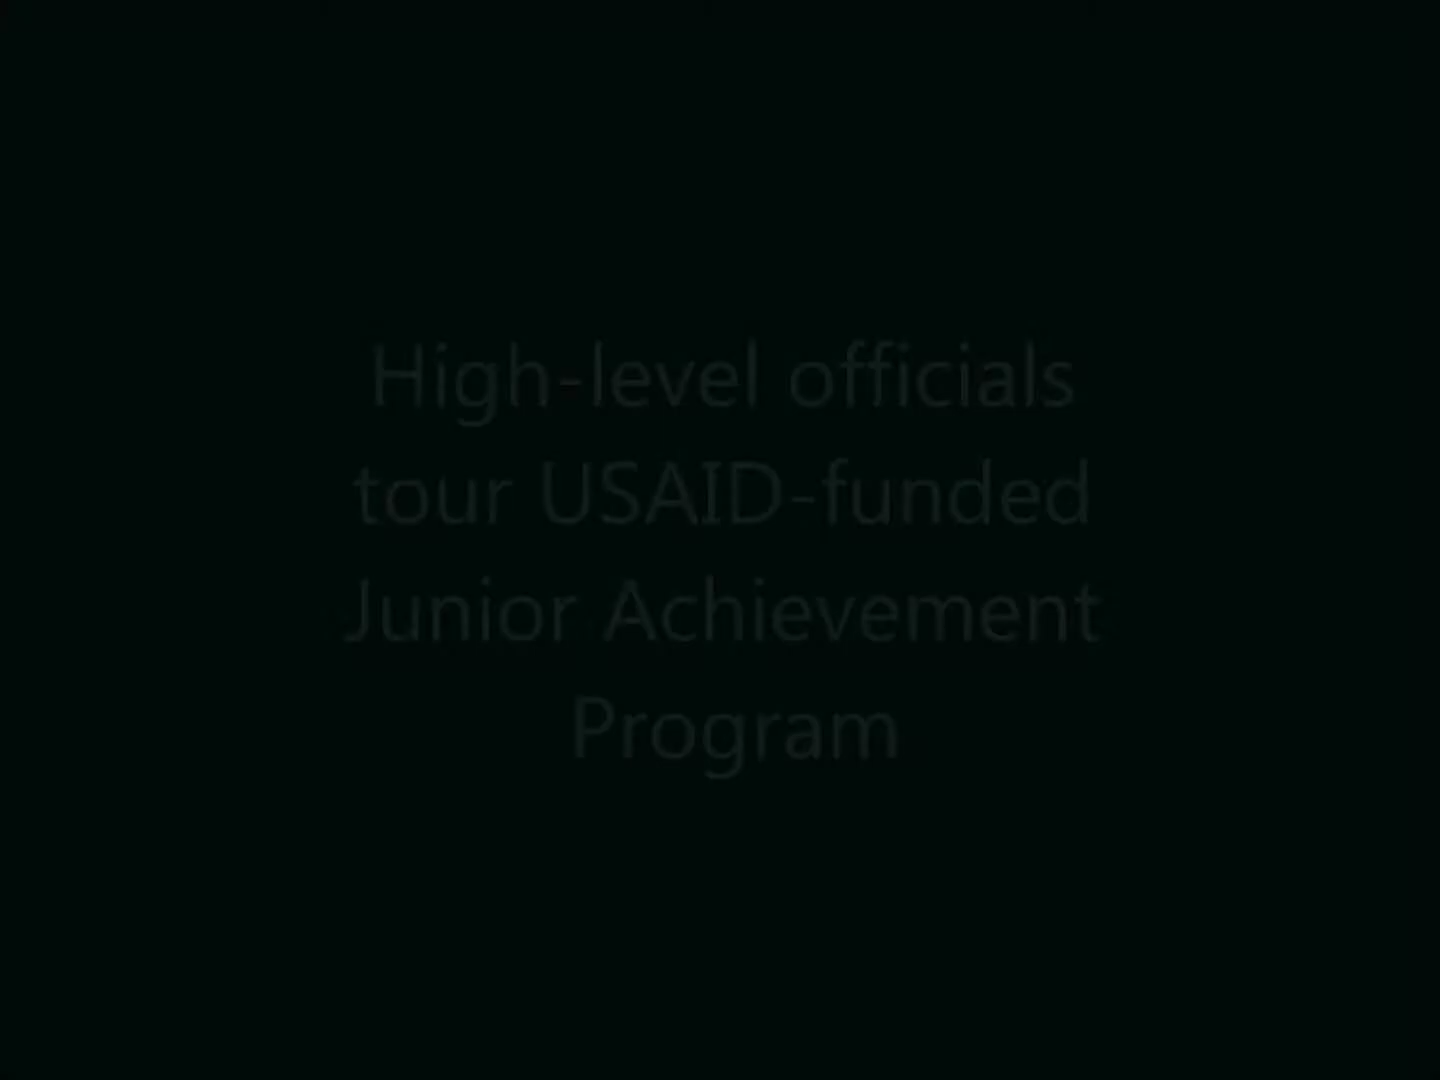 High-level officials
tour USAID-funded
Junior Achievement
Program